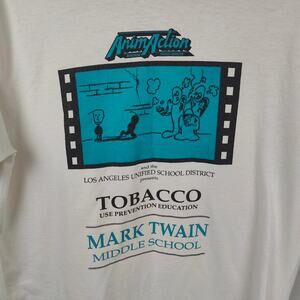 AnimAction
and the
LOS ANGELES UNIFIED SCHOOL DISTRICT
presents
TOBACCO
USE PREVENTION EDUCATION
MARK TWAIN
MIDDLE SCHOOL